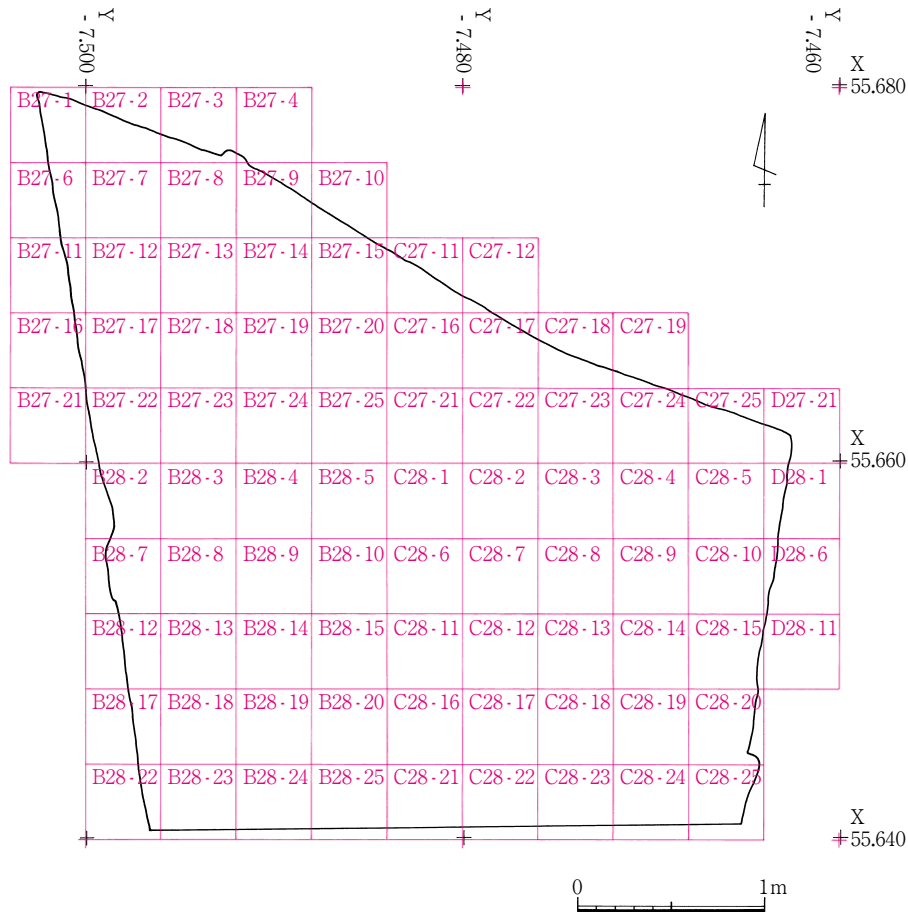 Y
- 7.500
Y
- 7.480
Y
- 7.460
X
55.680
B27 - 1 B27 - 2 B27 - 3 B27 - 4
B27 - 6 B27 - 7 B27 - 8 B27 - 9 B27 - 10
B27 - 11 B27 - 12 B27 - 13 B27 - 14 B27 - 15 C27 - 11 C27 - 12
B27 - 16 B27 - 17 B27 - 18 B27 - 19 B27 - 20 C27 - 16 C27 - 17 C27 - 18 C27 - 19
B27 - 21 B27 - 22 B27 - 23 B27 - 24 B27 - 25 C27 - 21 C27 - 22 C27 - 23 C27 - 24 C27 - 25 D27 - 21
X
55.660
B28 - 2 B28 - 3 B28 - 4 B28 - 5 C28 - 1 C28 - 2 C28 - 3 C28 - 4 C28 - 5 D28 - 1
B28 - 7 B28 - 8 B28 - 9 B28 - 10 C28 - 6 C28 - 7 C28 - 8 C28 - 9 C28 - 10 D28 - 6
B28 - 12 B28 - 13 B28 - 14 B28 - 15 C28 - 11 C28 - 12 C28 - 13 C28 - 14 C28 - 15 D28 - 11
B28 - 17 B28 - 18 B28 - 19 B28 - 20 C28 - 16 C28 - 17 C28 - 18 C28 - 19 C28 - 20
B28 - 22 B28 - 23 B28 - 24 B28 - 25 C28 - 21 C28 - 22 C28 - 23 C28 - 24 C28 - 25
X
55.640
0 1m